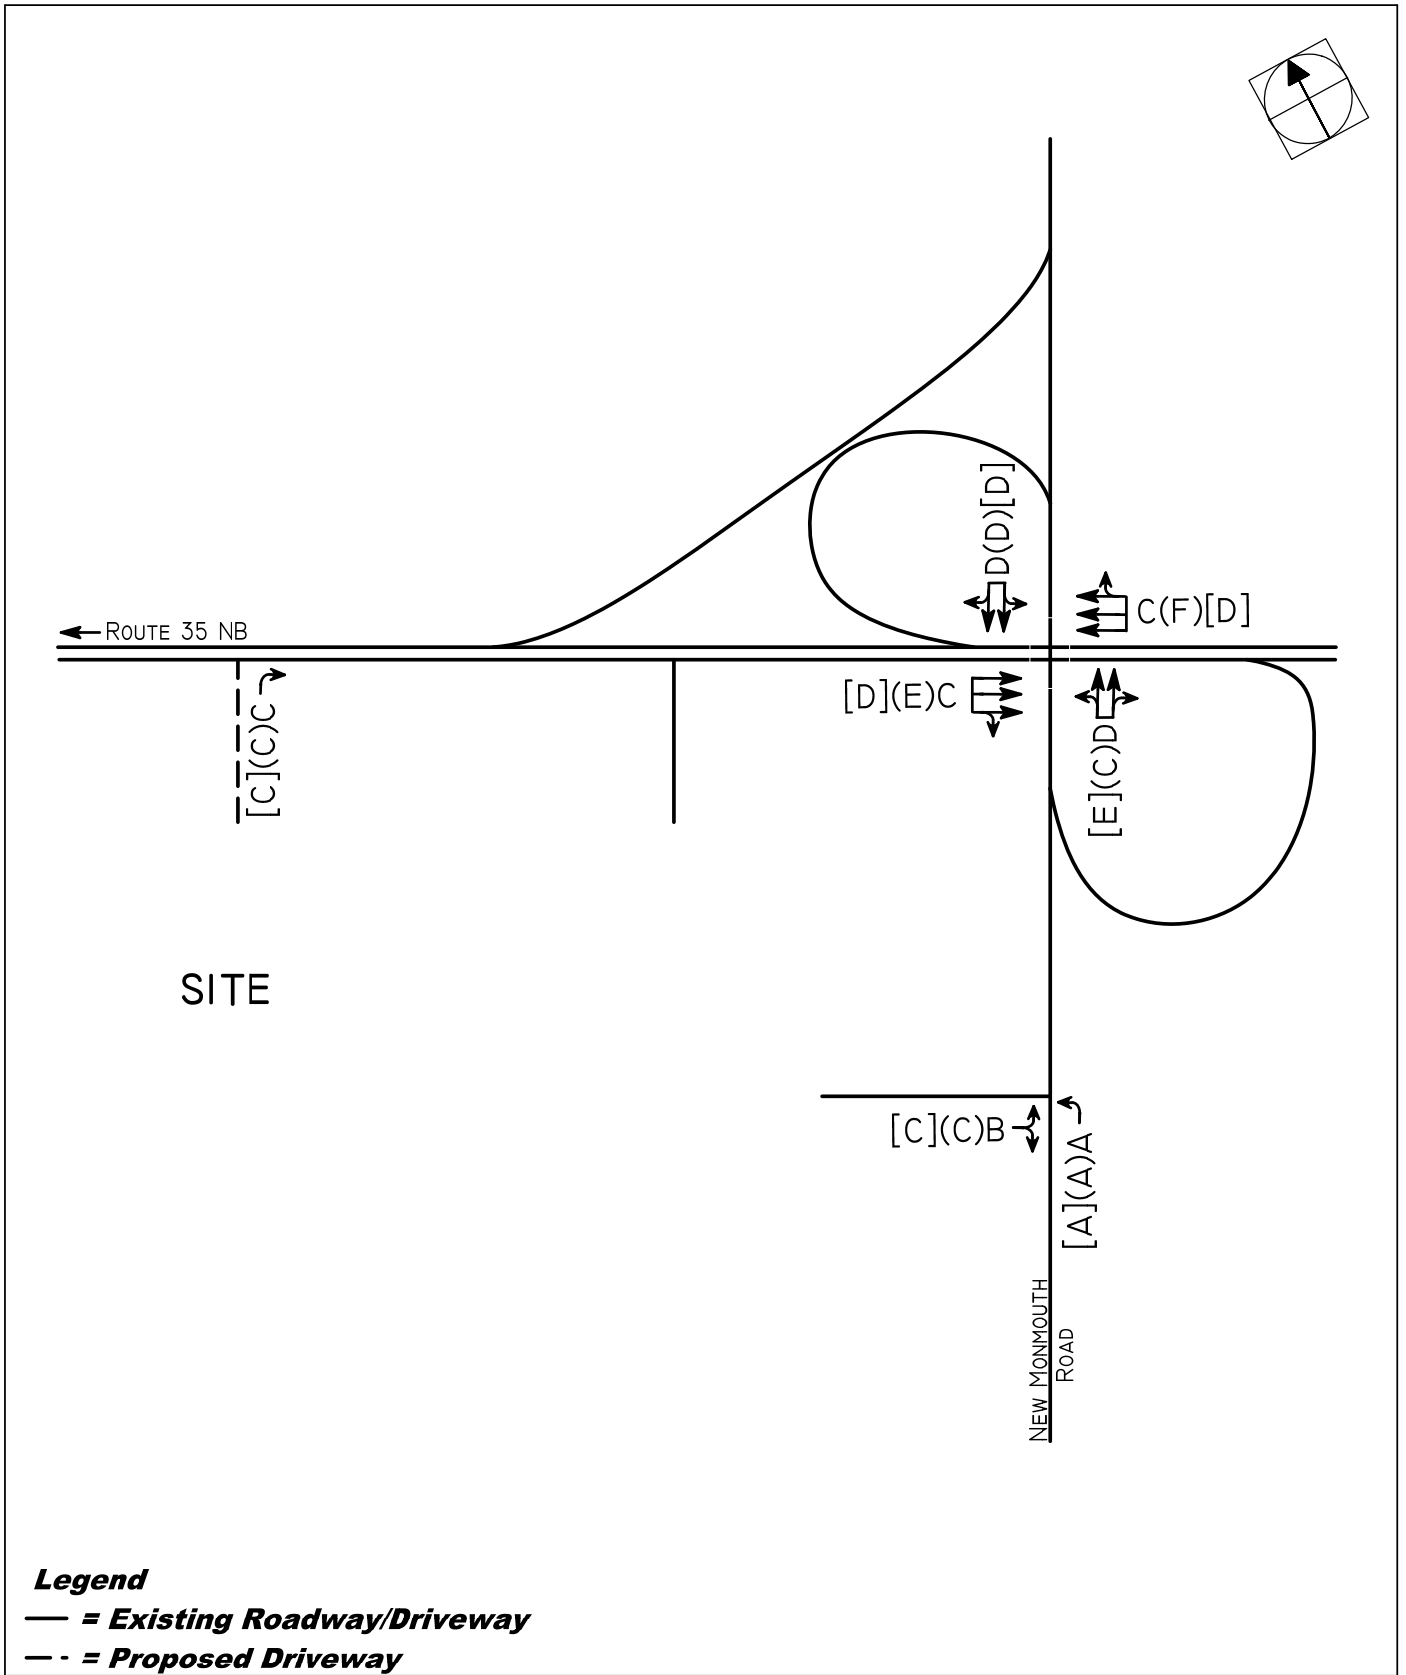 D(D)[D]
C(F)[D]
ROUTE 35 NB
[D](E)C
[C](C)C
[E](C)D
SITE
[C](C)B
[A](A)A
NEW MONMOUTH
ROAD
Legend
= Existing Roadway/Driveway
= Proposed Driveway